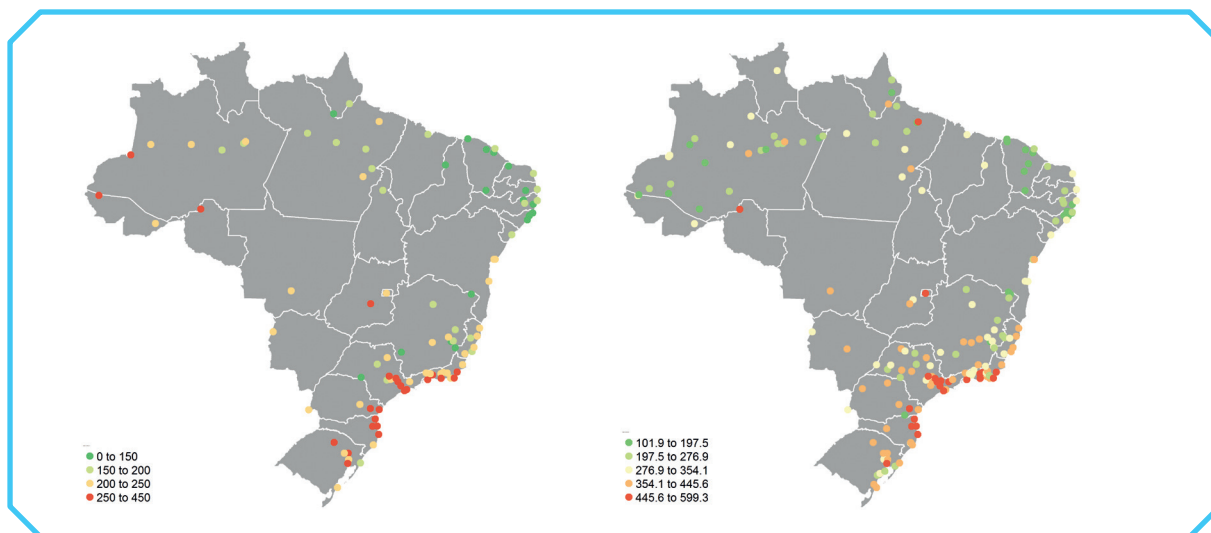 0 to 150
150 to 200
200 to 250
250 to 450
101.9 to 197.5
197.5 to 276.9
276.9 to 354.1
354.1 to 445.6
445.6 to 599.3